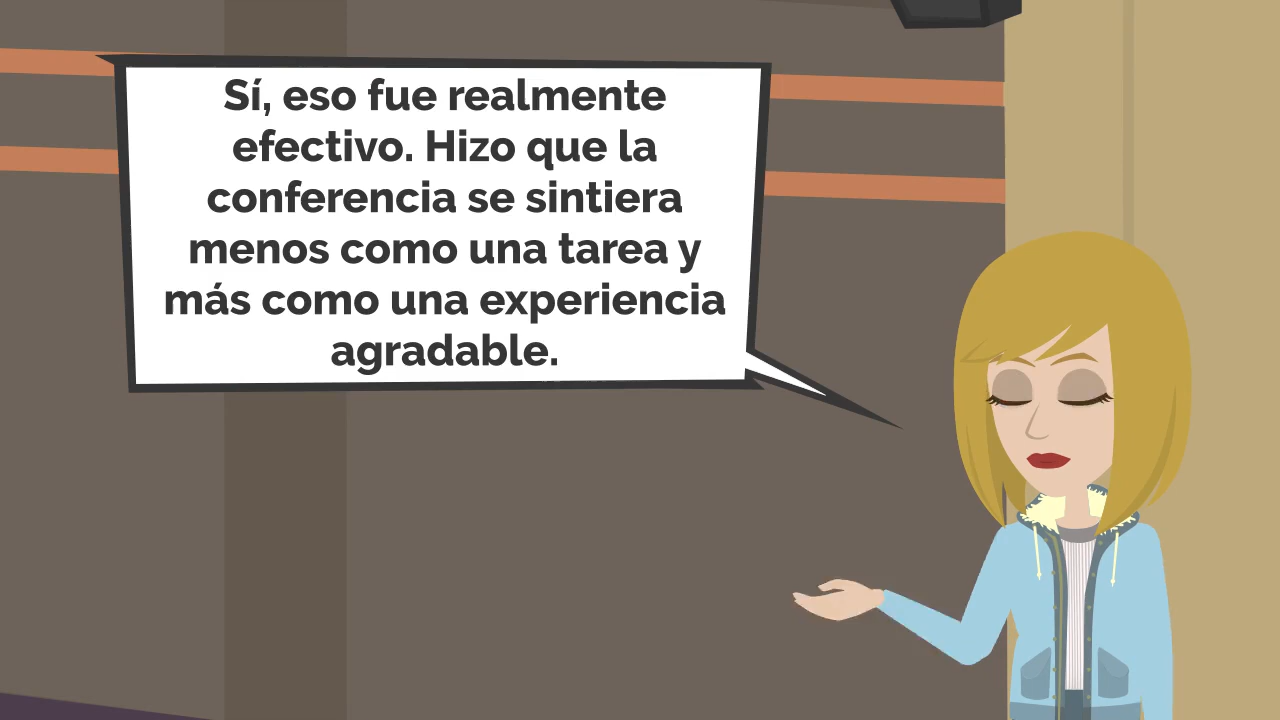 Sí, eso fue realmente
efectivo. Hizo que la
conferencia se sintiera
menos como una tarea y
más como una experiencia
agradable.